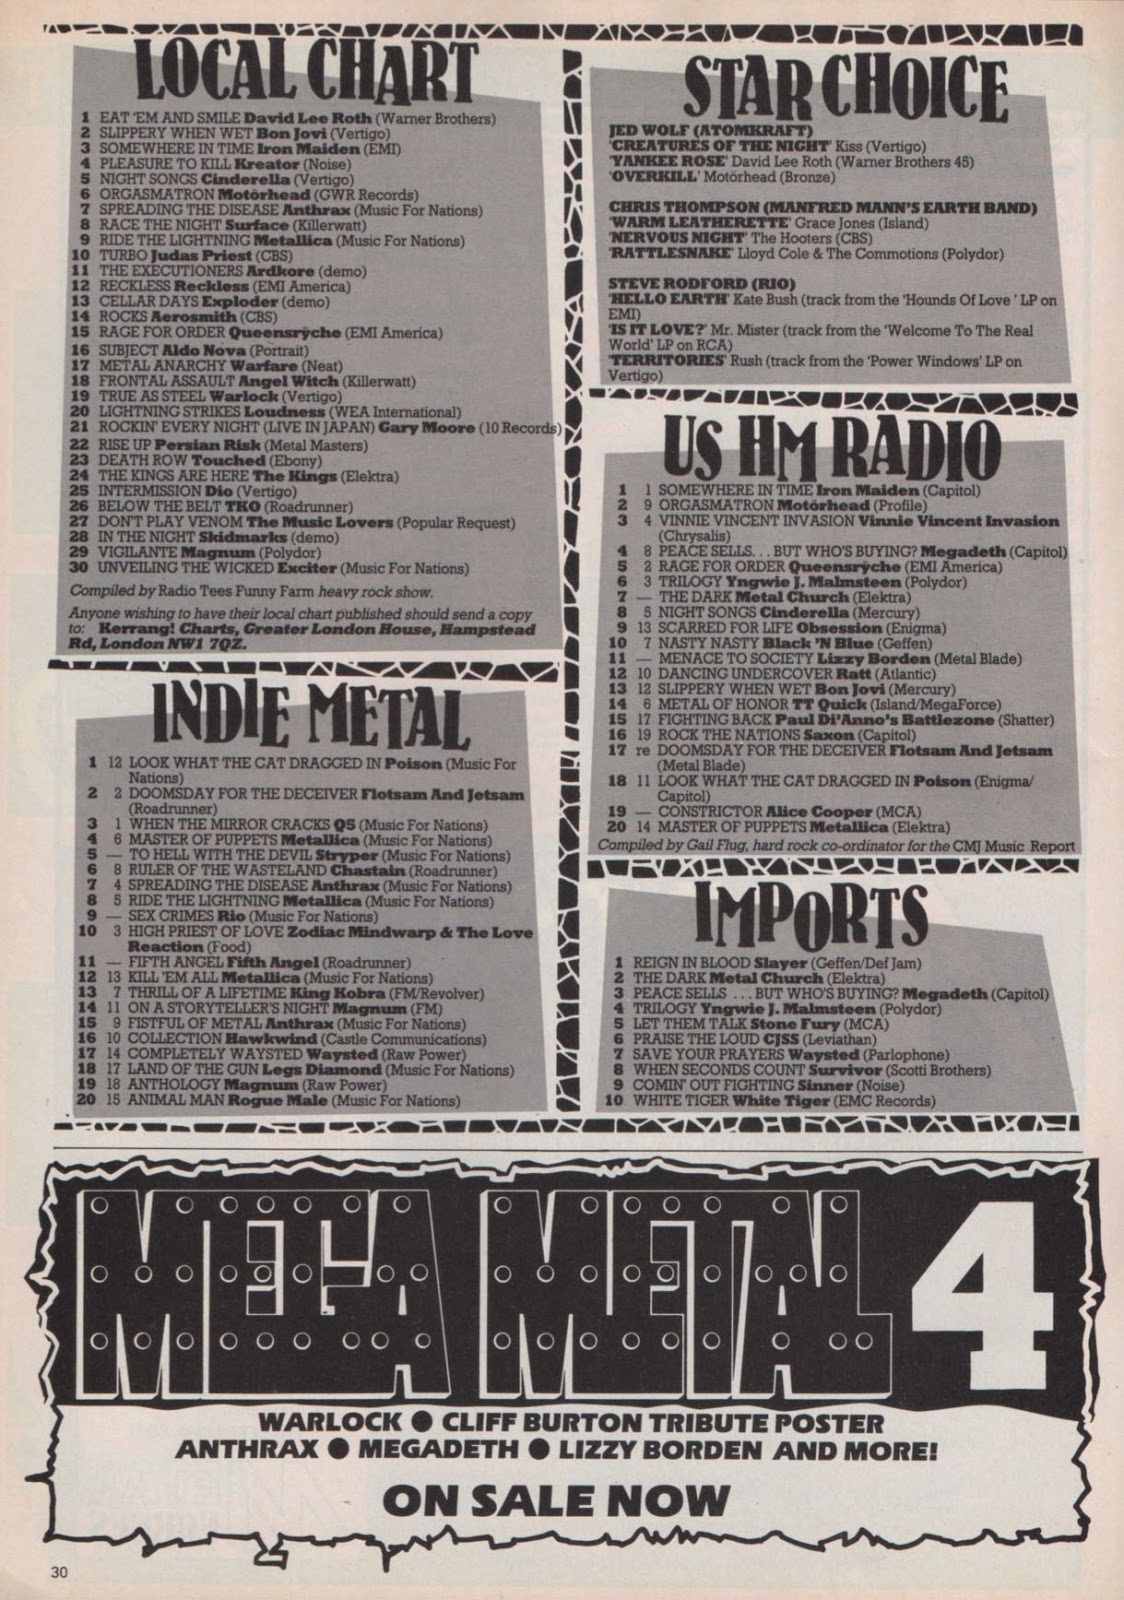 LOCAL CHART
1 EAT 'EM AND SMILE David Lee Roth (Warner Brothers)
2 SLIPPERY WHEN WET Bon Jovi (Vertigo)
3 SOMEWHERE IN TIME Iron Maiden (EMI)
4 PLEASURE TO KILL Kreator (Noise)
5 NIGHT SONGS Cinderella (Vertigo)
6 ORGASMATRON Motörhead (GWR Records)
7 SPREADING THE DISEASE Anthrax (Music For Nations)
8 RACE THE NIGHT Surface (Killerwatt)
9 RIDE THE LIGHTNING Metallica (Music For Nations)
10 TURBO Judas Priest (CBS)
11 THE EXECUTIONERS Ardkore (demo)
12 RECKLESS Reckless (EMI America)
13 CELLAR DAYS Exploder (demo)
14 ROCKS Aerosmith (CBS)
15 RAGE FOR ORDER Queensrÿche (EMI America)
16 SUBJECT Aldo Nova (Portrait)
17 METAL ANARCHY Warfare (Neat)
18 FRONTAL ASSAULT Angel Witch (Killerwatt)
19 TRUE AS STEEL Warlock (Vertigo)
20 LIGHTNING STRIKES Loudness (WEA International)
21 ROCKIN' EVERY NIGHT (LIVE IN JAPAN) Gary Moore (10 Records)
22 RISE UP Persian Risk (Metal Masters)
23 DEATH ROW Touched (Ebony)
24 THE KINGS ARE HERE The Kings (Elektra)
25 INTERMISSION Dio (Vertigo)
26 BELOW THE BELT TKO (Roadrunner)
27 DON'T PLAY VENOM The Music Lovers (Popular Request)
28 IN THE NIGHT Skidmarks (demo)
29 VIGILANTE Magnum (Polydor)
30 UNVEILING THE WICKED Exciter (Music For Nations)
Compiled by Radio Tees Funny Farm heavy rock show.
Anyone wishing to have their local chart published should send a copy
to: Kerrang! Charts, Greater London House, Hampstead
Rd, London NW1 7QZ.
INDIE METAL
1 12 LOOK WHAT THE CAT DRAGGED IN Poison (Music For
Nations)
2 2 DOOMSDAY FOR THE DECEIVER Flotsam And Jetsam
(Roadrunner)
3 1 WHEN THE MIRROR CRACKS Q5 (Music For Nations)
4 6 MASTER OF PUPPETS Metallica (Music For Nations)
5 — TO HELL WITH THE DEVIL Stryper (Music For Nations)
6 8 RULER OF THE WASTELAND Chastain (Roadrunner)
7 4 SPREADING THE DISEASE Anthrax (Music For Nations)
8 5 RIDE THE LIGHTNING Metallica (Music For Nations)
9 — SEX CRIMES Rio (Music For Nations)
10 3 HIGH PRIEST OF LOVE Zodiac Mindwarp & The Love
Reaction (Food)
11 — FIFTH ANGEL Fifth Angel (Roadrunner)
12 13 KILL 'EM ALL Metallica (Music For Nations)
13 7 THRILL OF A LIFETIME King Kobra (FM/Revolver)
14 11 ON A STORYTELLER'S NIGHT Magnum (FM)
15 9 FISTFUL OF METAL Anthrax (Music For Nations)
16 10 COLLECTION Hawkwind (Castle Communications)
17 14 COMPLETELY WAYSTED Waysted (Raw Power)
18 17 LAND OF THE GUN Legs Diamond (Music For Nations)
19 18 ANTHOLOGY Magnum (Raw Power)
20 15 ANIMAL MAN Rogue Male (Music For Nations)
STAR CHOICE
JED WOLF (ATOMKRAFT)
'CREATURES OF THE NIGHT' Kiss (Vertigo)
'YANKEE ROSE' David Lee Roth (Warner Brothers 45)
'OVERKILL' Motörhead (Bronze)
CHRIS THOMPSON (MANFRED MANN'S EARTH BAND)
'WARM LEATHERETTE' Grace Jones (Island)
'NERVOUS NIGHT' The Hooters (CBS)
'RATTLESNAKE' Lloyd Cole & The Commotions (Polydor)
STEVE RODFORD (RIO)
'HELLO EARTH' Kate Bush (track from the 'Hounds Of Love ' LP on
EMI)
'IS IT LOVE?' Mr. Mister (track from the 'Welcome To The Real
World' LP on RCA)
'TERRITORIES' Rush (track from the 'Power Windows' LP on
Vertigo)
US HM RADIO
1 1 SOMEWHERE IN TIME Iron Maiden (Capitol)
2 9 ORGASMATRON Motörhead (Profile)
3 4 VINNIE VINCENT INVASION Vinnie Vincent Invasion
(Chrysalis)
4 8 PEACE SELLS... BUT WHO'S BUYING? Megadeth (Capitol)
5 2 RAGE FOR ORDER Queensrÿche (EMI America)
6 3 TRILOGY Yngwie J. Malmsteen (Polydor)
7 — THE DARK Metal Church (Elektra)
8 5 NIGHT SONGS Cinderella (Mercury)
9 13 SCARRED FOR LIFE Obsession (Enigma)
10 7 NASTY NASTY Black 'N Blue (Geffen)
11 — MENACE TO SOCIETY Lizzy Borden (Metal Blade)
12 10 DANCING UNDERCOVER Ratt (Atlantic)
13 12 SLIPPERY WHEN WET Bon Jovi (Mercury)
14 6 METAL OF HONOR TT Quick (Island/MegaForce)
15 17 FIGHTING BACK Paul Di'Anno's Battlezone (Shatter)
16 19 ROCK THE NATIONS Saxon (Capitol)
17 re DOOMSDAY FOR THE DECEIVER Flotsam And Jetsam
(Metal Blade)
18 11 LOOK WHAT THE CAT DRAGGED IN Poison (Enigma/
Capitol)
19 — CONSTRICTOR Alice Cooper (MCA)
20 14 MASTER OF PUPPETS Metallica (Elektra)
Compiled by Gail Flug, hard rock co-ordinator for the CMJ Music Report
IMPORTS
1 REIGN IN BLOOD Slayer (Geffen/Def Jam)
2 THE DARK Metal Church (Elektra)
3 PEACE SELLS ... BUT WHO'S BUYING? Megadeth (Capitol)
4 TRILOGY Yngwie J. Malmsteen (Polydor)
5 LET THEM TALK Stone Fury (MCA)
6 PRAISE THE LOUD CJSS (Leviathan)
7 SAVE YOUR PRAYERS Waysted (Parlophone)
8 WHEN SECONDS COUNT Survivor (Scotti Brothers)
9 COMIN' OUT FIGHTING Sinner (Noise)
10 WHITE TIGER White Tiger (EMC Records)
MEGA METAL 4
WARLOCK ● CLIFF BURTON TRIBUTE POSTER
ANTHRAX ● MEGADETH ● LIZZY BORDEN AND MORE!
ON SALE NOW
30